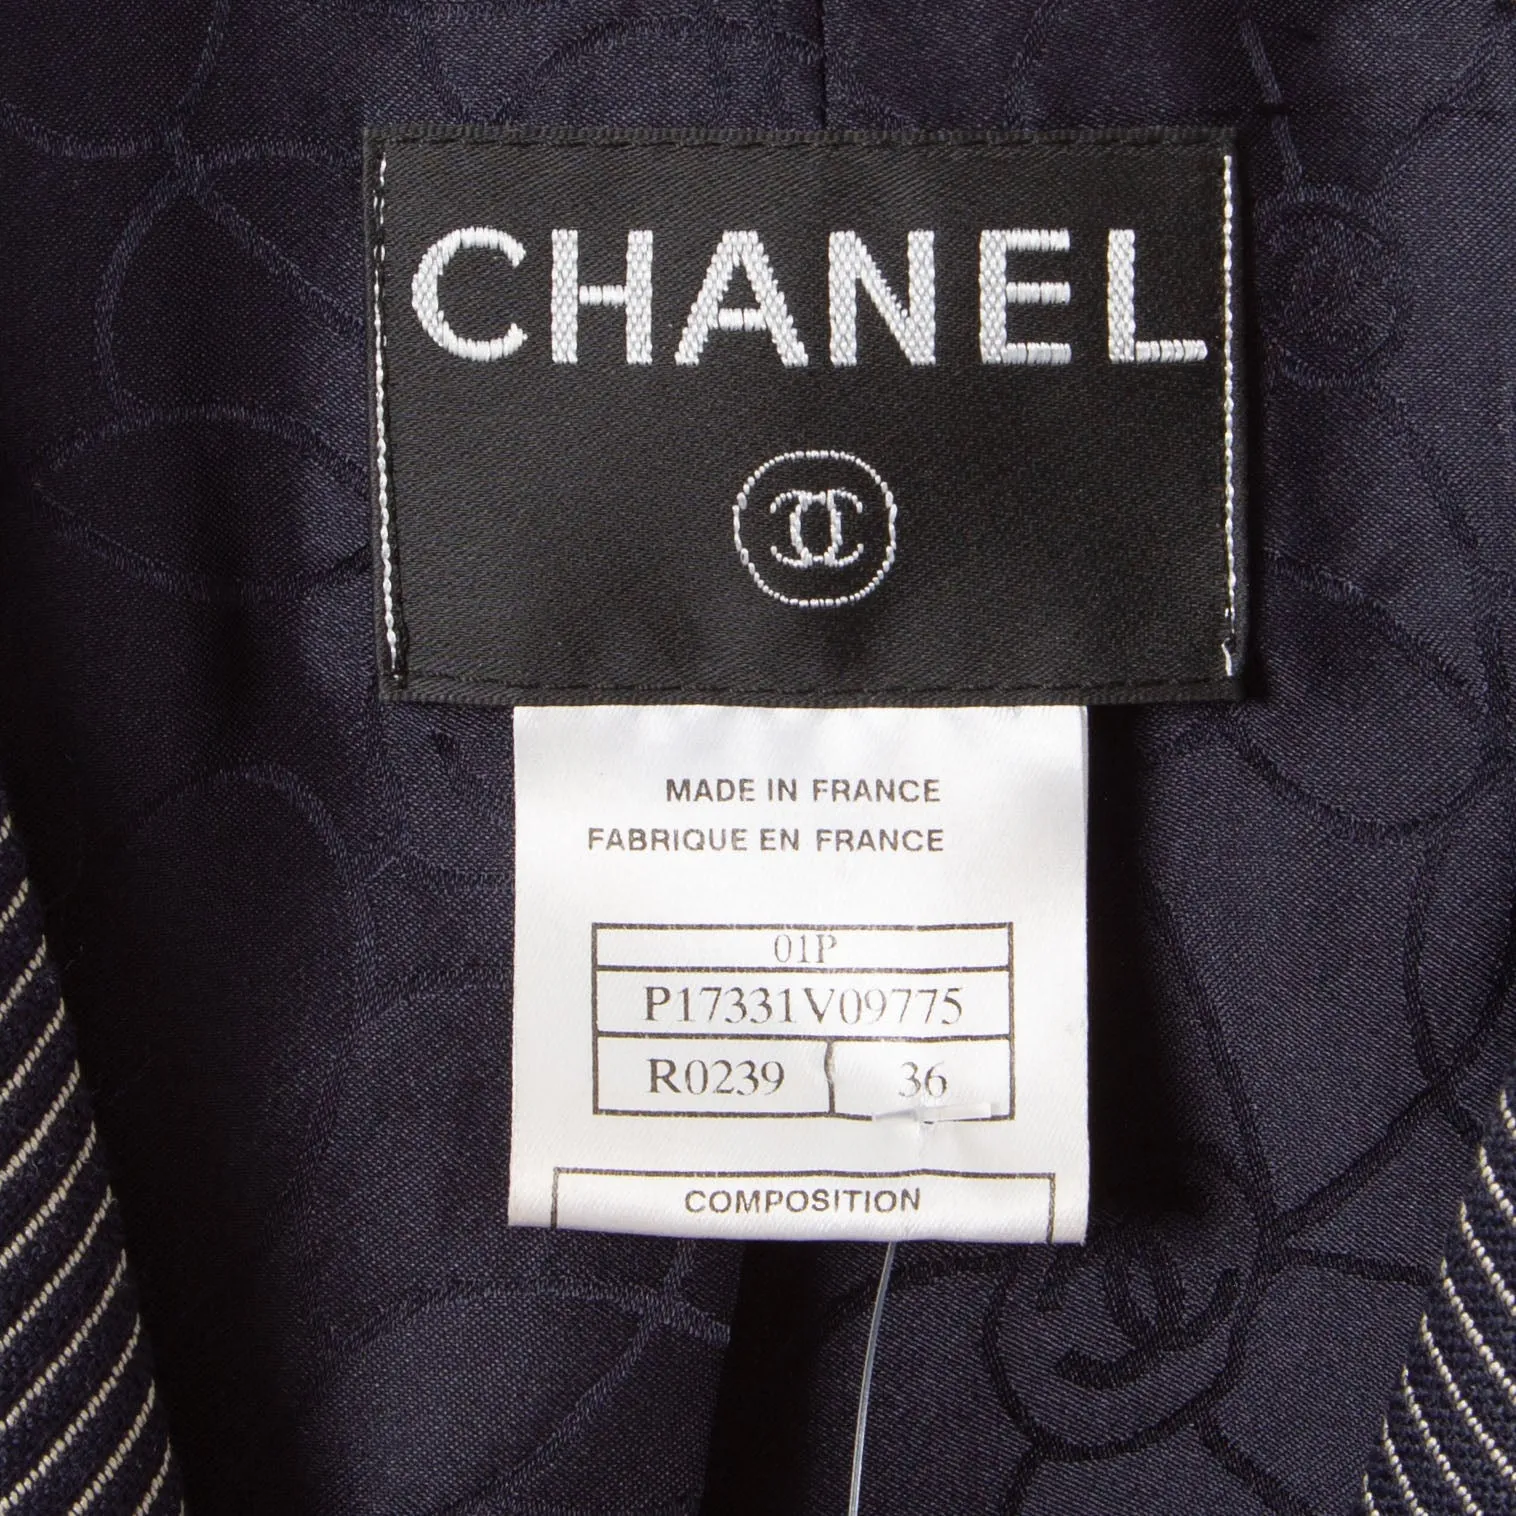 CHANEL
MADE IN FRANCE
FABRIQUE EN FRANCE
01P
P17331V09775
R0239 36
COMPOSITION